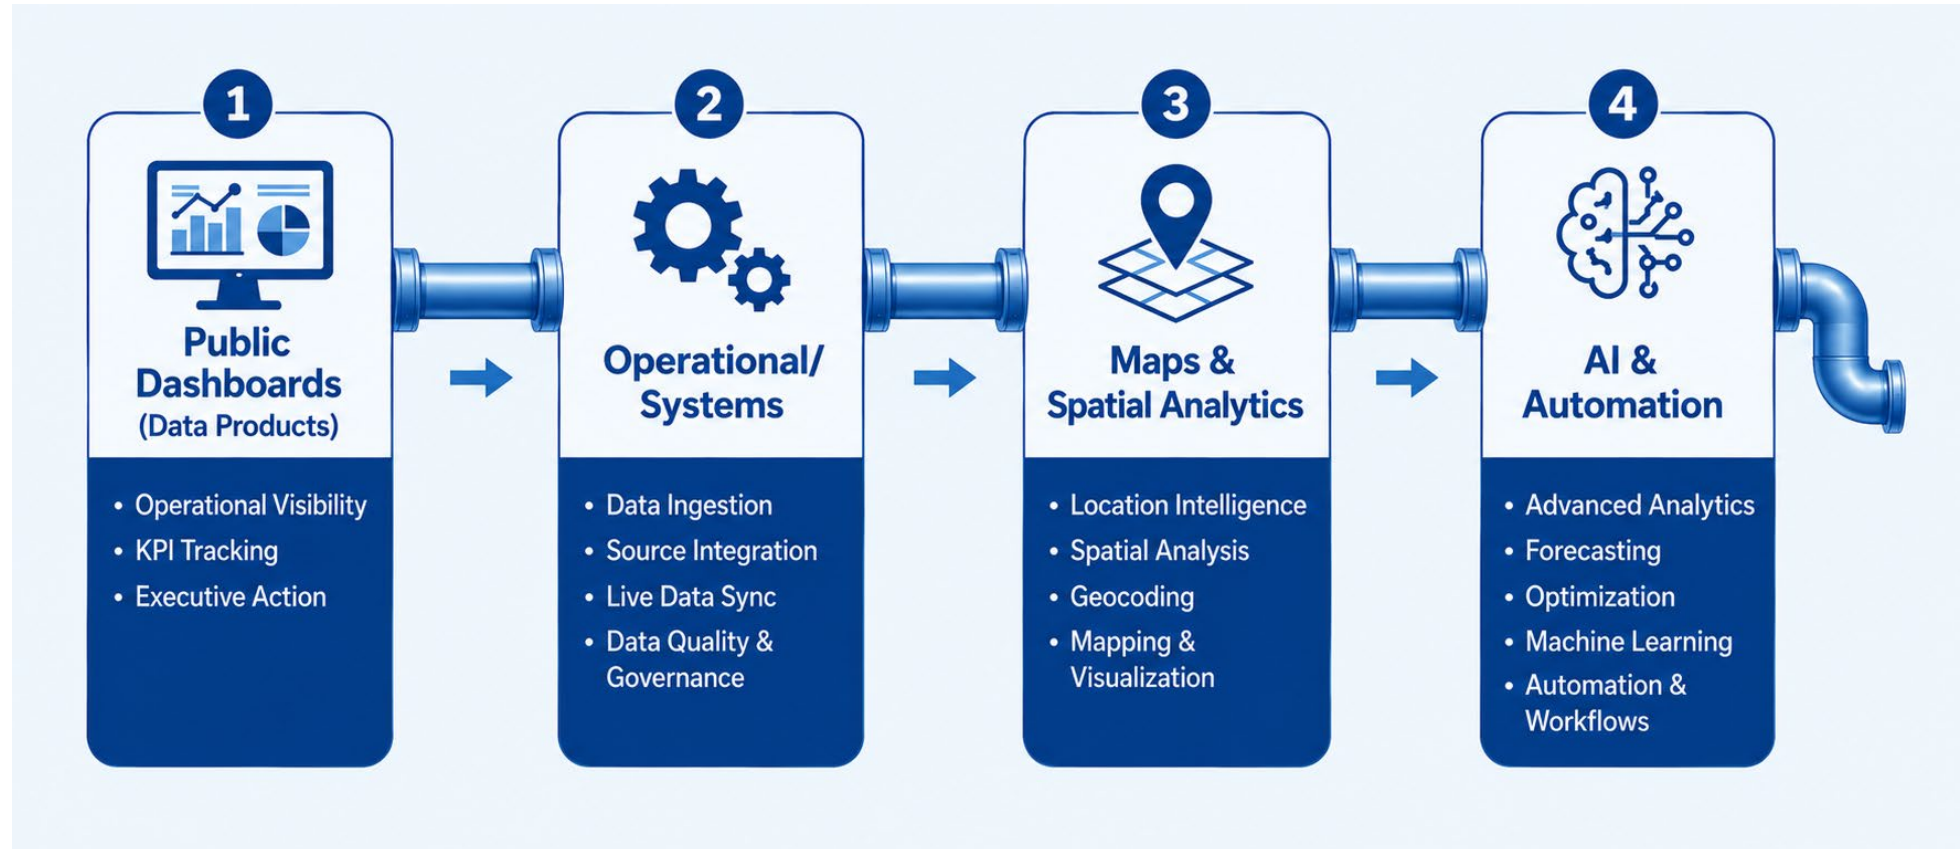 1
Public
Dashboards
(Data Products)
• Operational Visibility
• KPI Tracking
• Executive Action
2
Operational/
Systems
• Data Ingestion
• Source Integration
• Live Data Sync
• Data Quality &
Governance
3
Maps &
Spatial Analytics
• Location Intelligence
• Spatial Analysis
• Geocoding
• Mapping &
Visualization
4
AI &
Automation
• Advanced Analytics
• Forecasting
• Optimization
• Machine Learning
• Automation &
Workflows